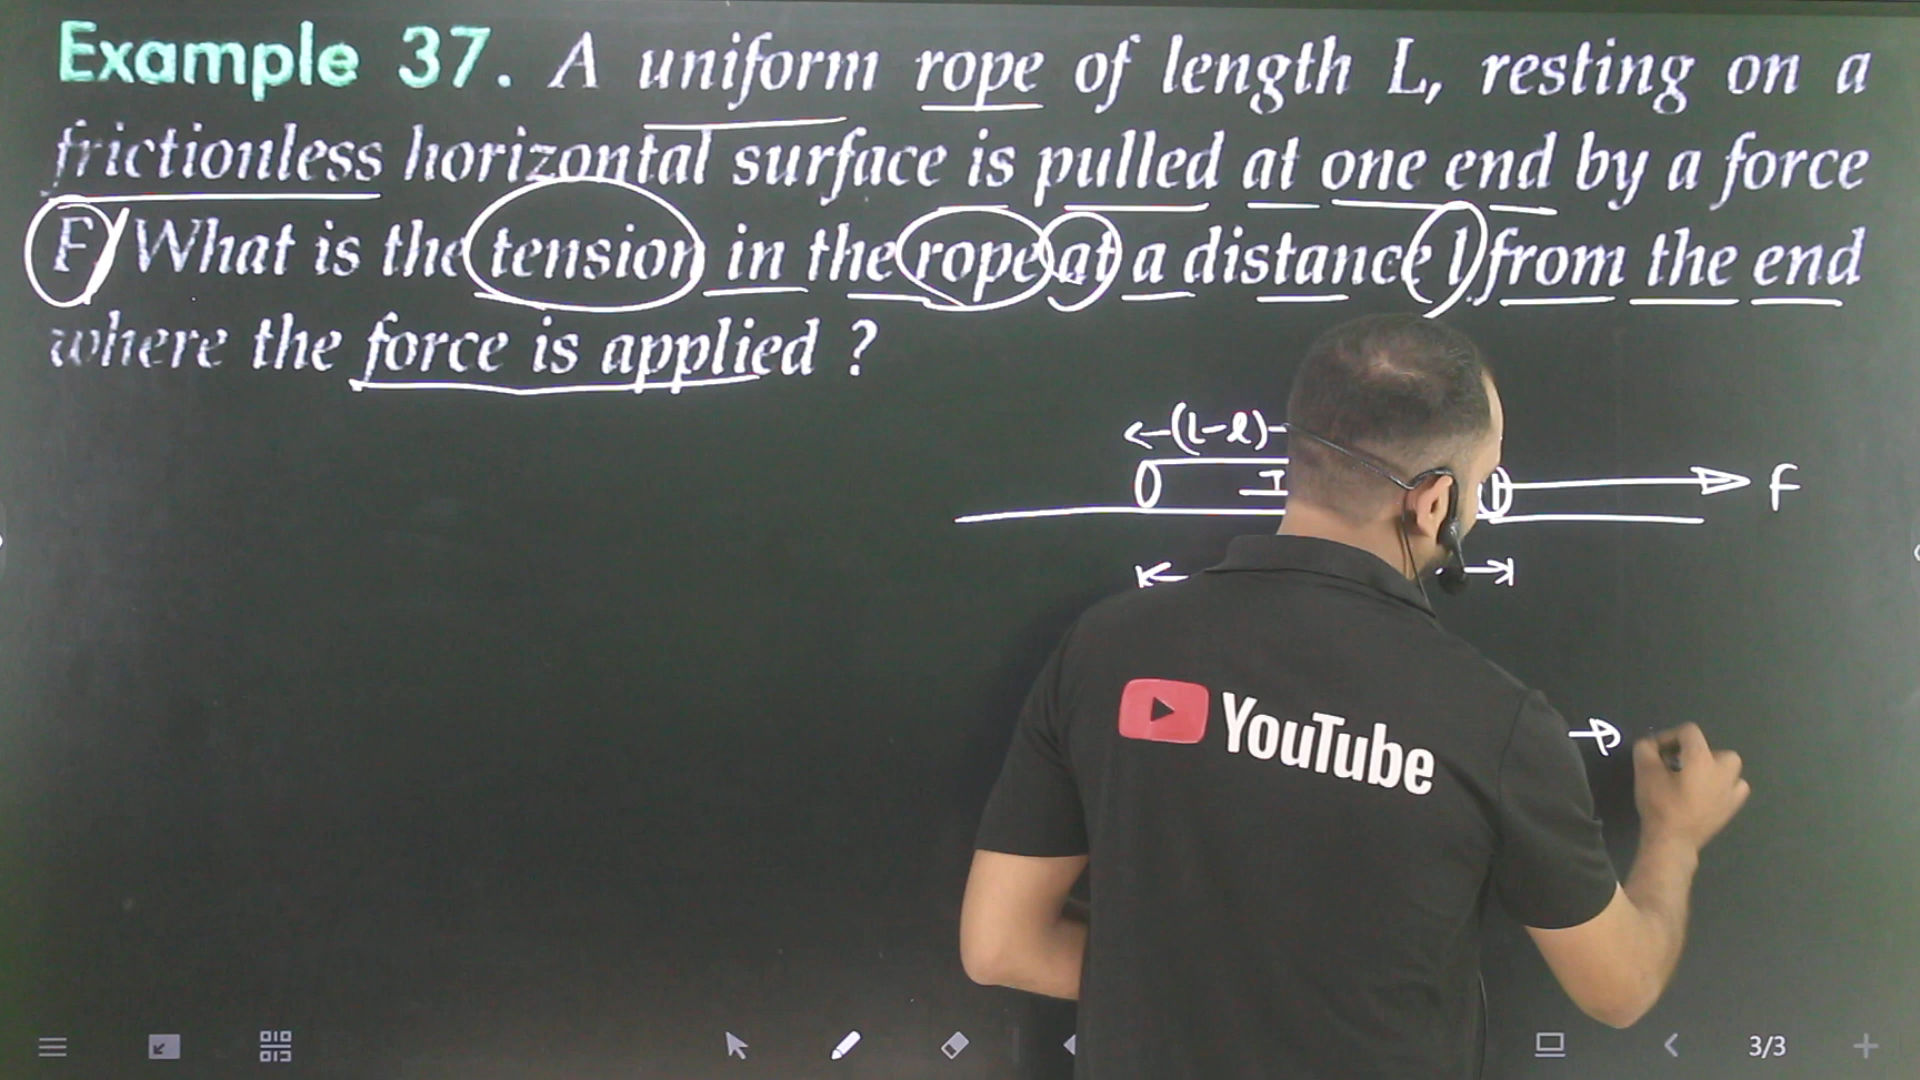 Example 37. A uniform rope of length L, resting on a
frictionless horizontal surface is pulled at one end by a force
F. What is the tension in the rope at a distance l from the end
where the force is applied ?
(L-l)
I
F
YouTube
3/3